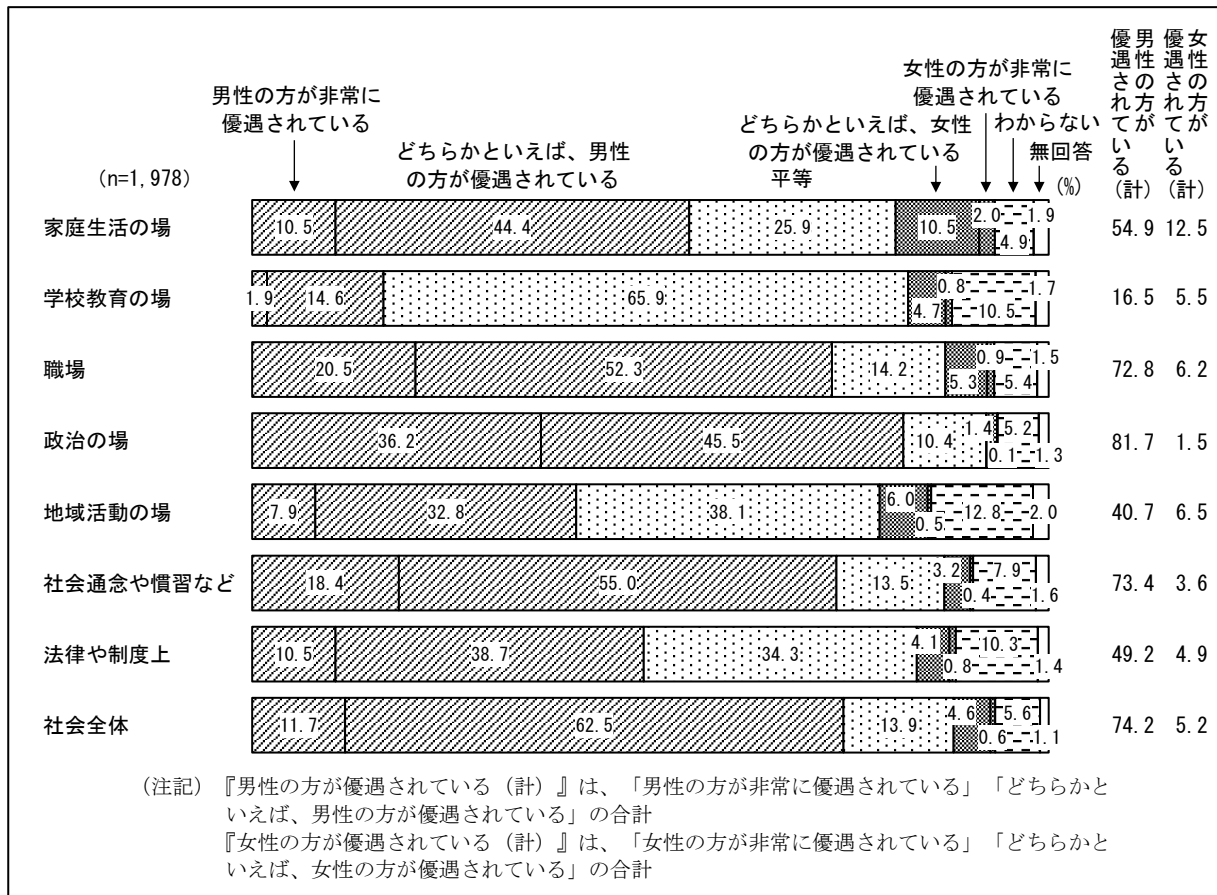 男性の方が優遇されている(計)
女性の方が優遇されている(計)
女性の方が非常に
優遇されている
男性の方が非常に
優遇されている
どちらかといえば、女性
の方が優遇されている
わからない
無回答
どちらかといえば、男性
の方が優遇されている
平等
(n=1,978)
(%)
家庭生活の場 10.5 44.4 25.9 10.5 2.0 4.9 1.9 54.9 12.5
学校教育の場 1.9 14.6 65.9 4.7 0.8 10.5 1.7 16.5 5.5
職場 20.5 52.3 14.2 5.3 0.9 5.4 1.5 72.8 6.2
政治の場 36.2 45.5 10.4 1.4 0.1 5.2 1.3 81.7 1.5
地域活動の場 7.9 32.8 38.1 6.0 0.5 12.8 2.0 40.7 6.5
社会通念や慣習など 18.4 55.0 13.5 3.2 0.4 7.9 1.6 73.4 3.6
法律や制度上 10.5 38.7 34.3 4.1 0.8 10.3 1.4 49.2 4.9
社会全体 11.7 62.5 13.9 4.6 0.6 5.6 1.1 74.2 5.2
(注記)『男性の方が優遇されている(計)』は、「男性の方が非常に優遇されている」「どちらかと
いえば、男性の方が優遇されている」の合計
『女性の方が優遇されている(計)』は、「女性の方が非常に優遇されている」「どちらかと
いえば、女性の方が優遇されている」の合計